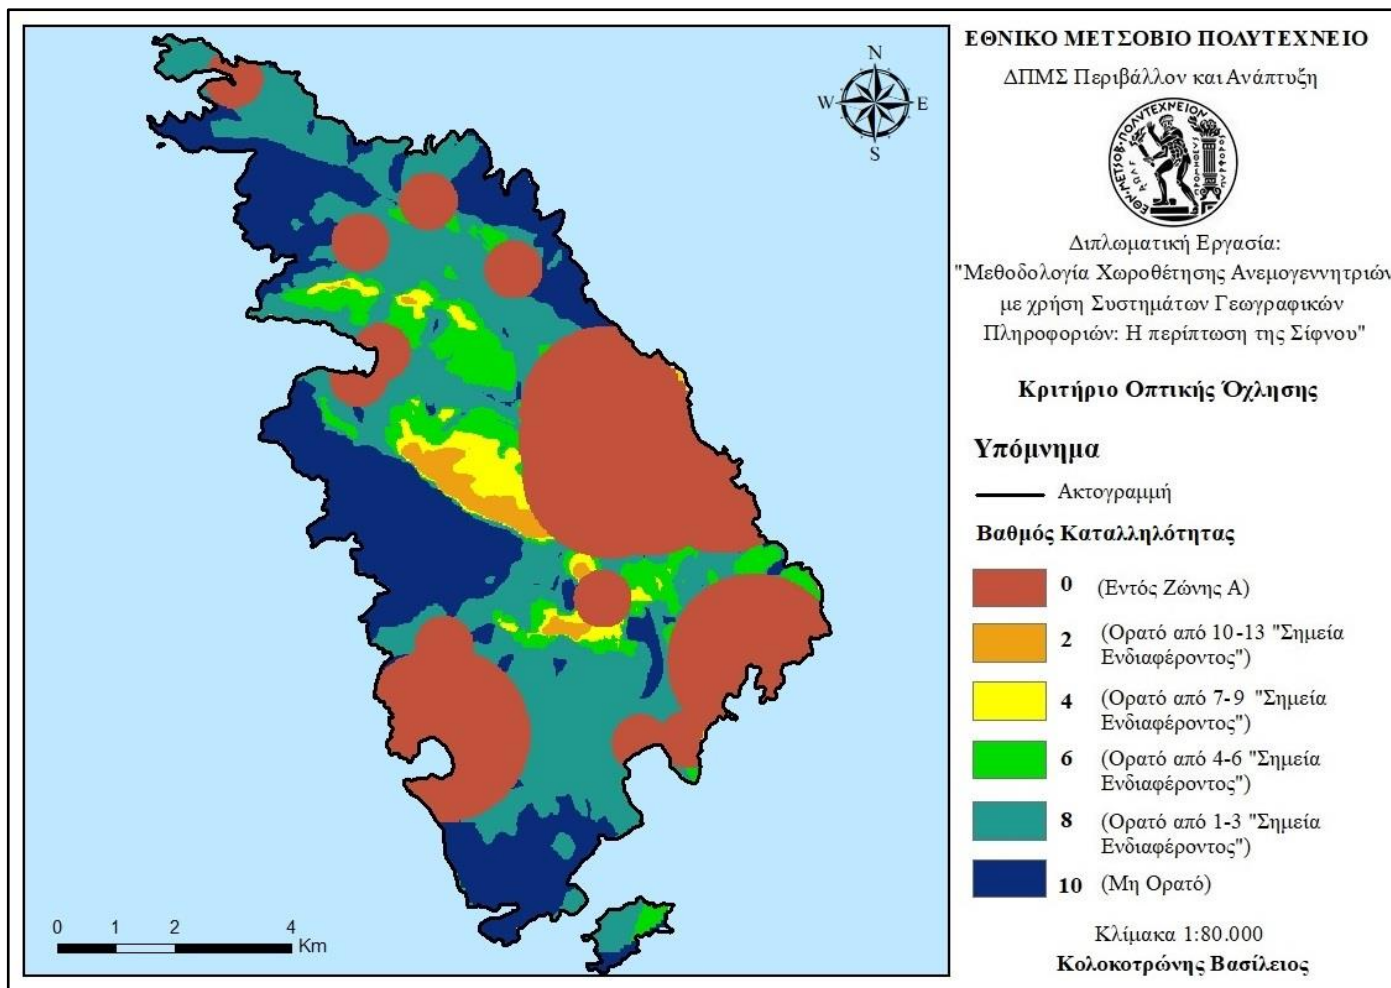 ΕΘΝΙΚΟ ΜΕΤΣΟΒΙΟ ΠΟΛΥΤΕΧΝΕΙΟ
ΔΠΜΣ Περιβάλλον και Ανάπτυξη
Διπλωματική Εργασία:
"Μεθοδολογία Χωροθέτησης Ανεμογεννητριών
με χρήση Συστημάτων Γεωγραφικών
Πληροφοριών: Η περίπτωση της Σίφνου"
Κριτήριο Οπτικής Όχλησης
Υπόμνημα
Ακτογραμμή
Βαθμός Καταλληλότητας
0 (Εντός Ζώνης Α)
2 (Ορατό από 10-13 "Σημεία
Ενδιαφέροντος")
4 (Ορατό από 7-9 "Σημεία
Ενδιαφέροντος")
6 (Ορατό από 4-6 "Σημεία
Ενδιαφέροντος")
8 (Ορατό από 1-3 "Σημεία
Ενδιαφέροντος")
10 (Μη Ορατό)
Κλίμακα 1:80.000
Κολοκοτρώνης Βασίλειος
N
W E
S
0 1 2 4
Km